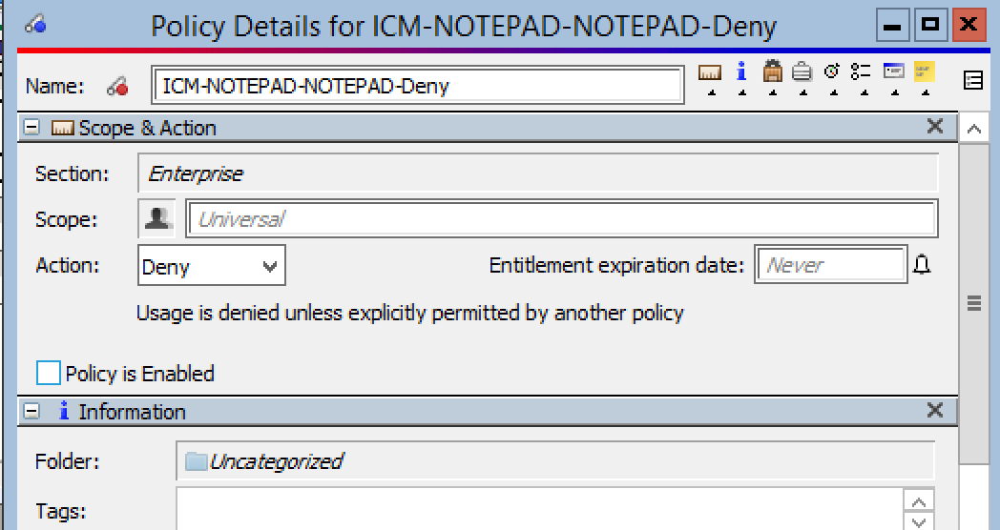 Policy Details for ICM-NOTEPAD-NOTEPAD-Deny
Name: ICM-NOTEPAD-NOTEPAD-Deny
Scope & Action
Section: Enterprise
Scope: Universal
Action: Deny Entitlement expiration date: Never
Usage is denied unless explicitly permitted by another policy
Policy is Enabled
Information
Folder: Uncategorized
Tags: